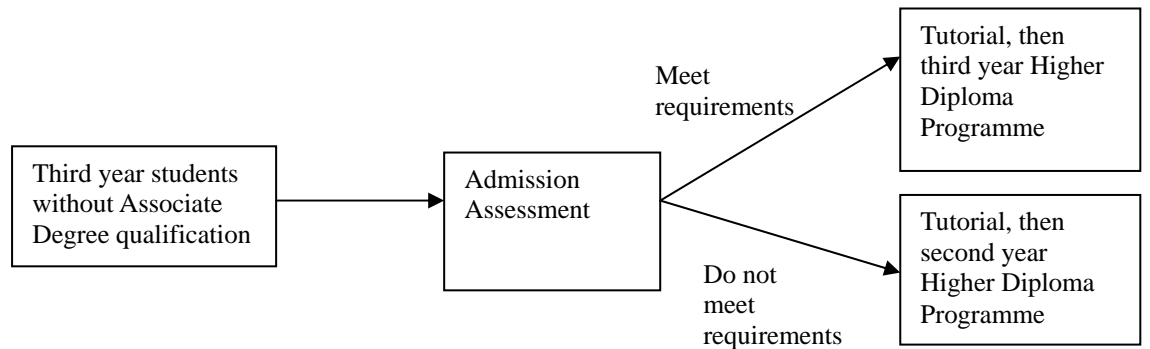 Third year students
without Associate
Degree qualification
Admission
Assessment
Meet
requirements
Tutorial, then
third year Higher
Diploma
Programme
Do not
meet
requirements
Tutorial, then
second year
Higher Diploma
Programme